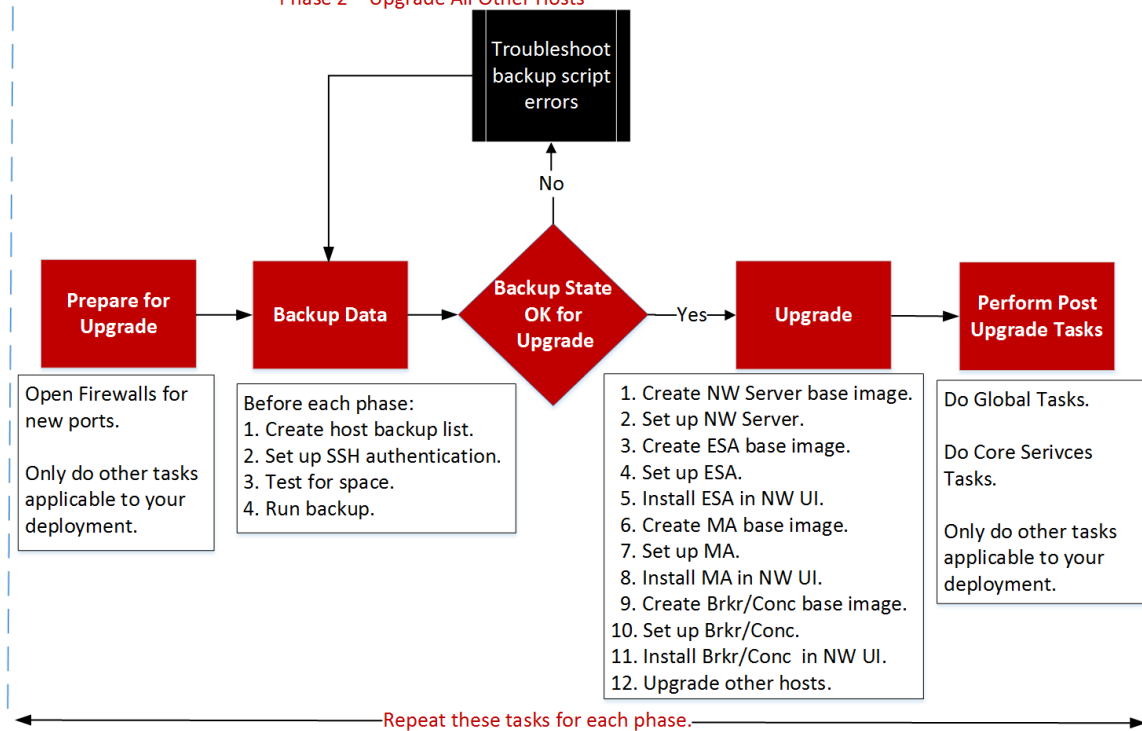 Phase 2 – Upgrade All Other Hosts
Troubleshoot
backup script
errors
No
Prepare for
Upgrade
Backup Data
Backup State
OK for
Upgrade
Yes
Upgrade
Perform Post
Upgrade Tasks
Open Firewalls for
new ports.
Only do other tasks
applicable to your
deployment.
Before each phase:
1. Create host backup list.
2. Set up SSH authentication.
3. Test for space.
4. Run backup.
1. Create NW Server base image.
2. Set up NW Server.
3. Create ESA base image.
4. Set up ESA.
5. Install ESA in NW UI.
6. Create MA base image.
7. Set up MA.
8. Install MA in NW UI.
9. Create Brkr/Conc base image.
10. Set up Brkr/Conc.
11. Install Brkr/Conc in NW UI.
12. Upgrade other hosts.
Do Global Tasks.
Do Core Serivces
Tasks.
Only do other tasks
applicable to your
deployment.
Repeat these tasks for each phase.